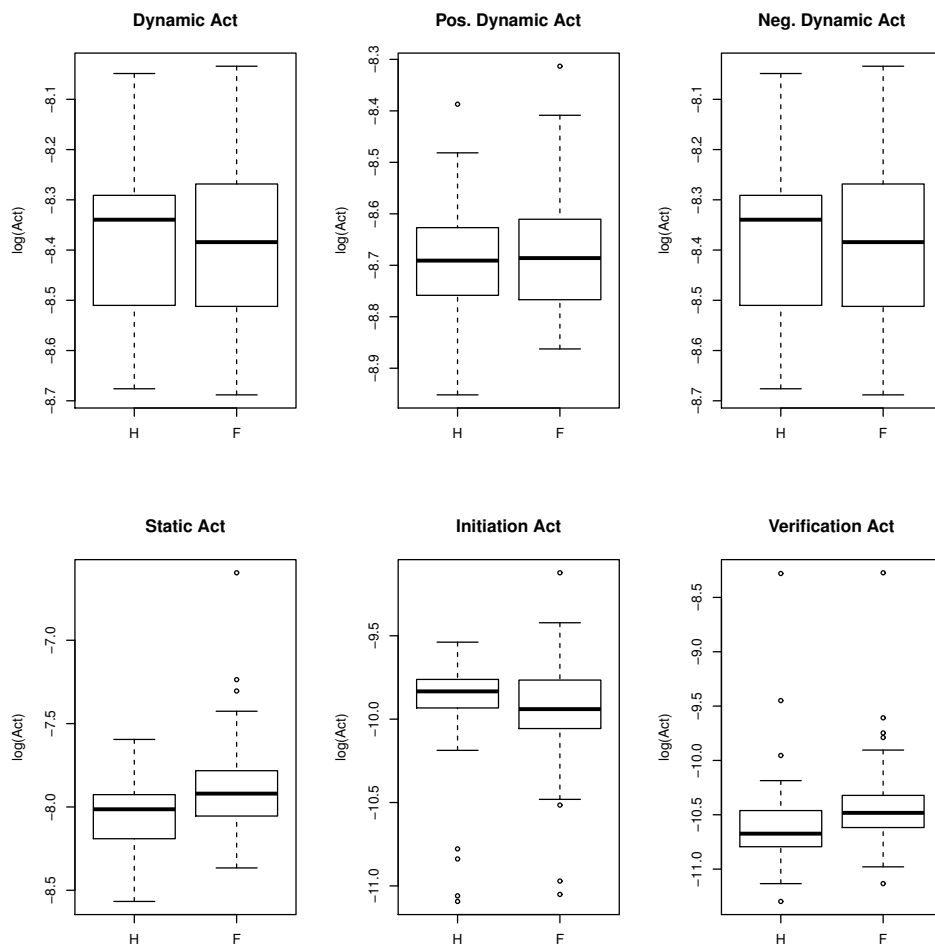 Dynamic Act
log(Act)
−8.1
−8.2
−8.3
−8.4
−8.5
−8.6
−8.7
H F
Pos. Dynamic Act
log(Act)
−8.3
−8.4
−8.5
−8.6
−8.7
−8.8
−8.9
H F
Neg. Dynamic Act
log(Act)
−8.1
−8.2
−8.3
−8.4
−8.5
−8.6
−8.7
H F
Static Act
log(Act)
−7.0
−7.5
−8.0
−8.5
H F
Initiation Act
log(Act)
−9.5
−10.0
−10.5
−11.0
H F
Verification Act
log(Act)
−8.5
−9.0
−9.5
−10.0
−10.5
−11.0
H F